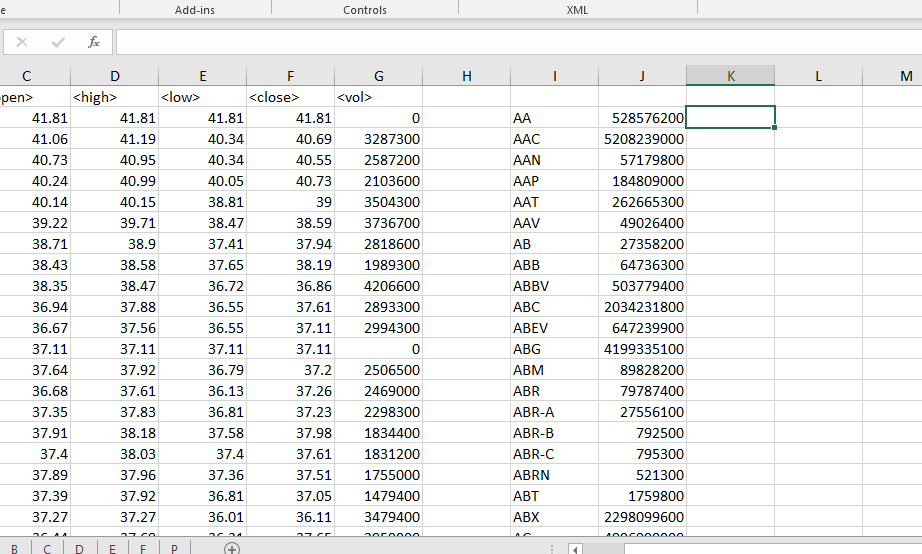 e Add-ins Controls XML
fx
C D E F G H I J K L M
pen> <high> <low> <close> <vol>
41.81 41.81 41.81 41.81 0 AA 528576200
41.06 41.19 40.34 40.69 3287300 AAC 5208239000
40.73 40.95 40.34 40.55 2587200 AAN 57179800
40.24 40.99 40.05 40.73 2103600 AAP 184809000
40.14 40.15 38.81 39 3504300 AAT 262665300
39.22 39.71 38.47 38.59 3736700 AAV 49026400
38.71 38.9 37.41 37.94 2818600 AB 27358200
38.43 38.58 37.65 38.19 1989300 ABB 64736300
38.35 38.47 36.72 36.86 4206600 ABBV 503779400
36.94 37.88 36.55 37.61 2893300 ABC 2034231800
36.67 37.56 36.55 37.11 2994300 ABEV 647239900
37.11 37.11 37.11 37.11 0 ABG 4199335100
37.64 37.92 36.79 37.2 2506500 ABM 89828200
36.68 37.61 36.13 37.26 2469000 ABR 79787400
37.35 37.83 36.81 37.23 2298300 ABR-A 27556100
37.91 38.18 37.58 37.98 1834400 ABR-B 792500
37.4 38.03 37.4 37.61 1831200 ABR-C 795300
37.89 37.96 37.36 37.51 1755000 ABRN 521300
37.39 37.92 36.81 37.05 1479400 ABT 1759800
37.27 37.27 36.01 36.11 3479400 ABX 2298099600
B C D E F P